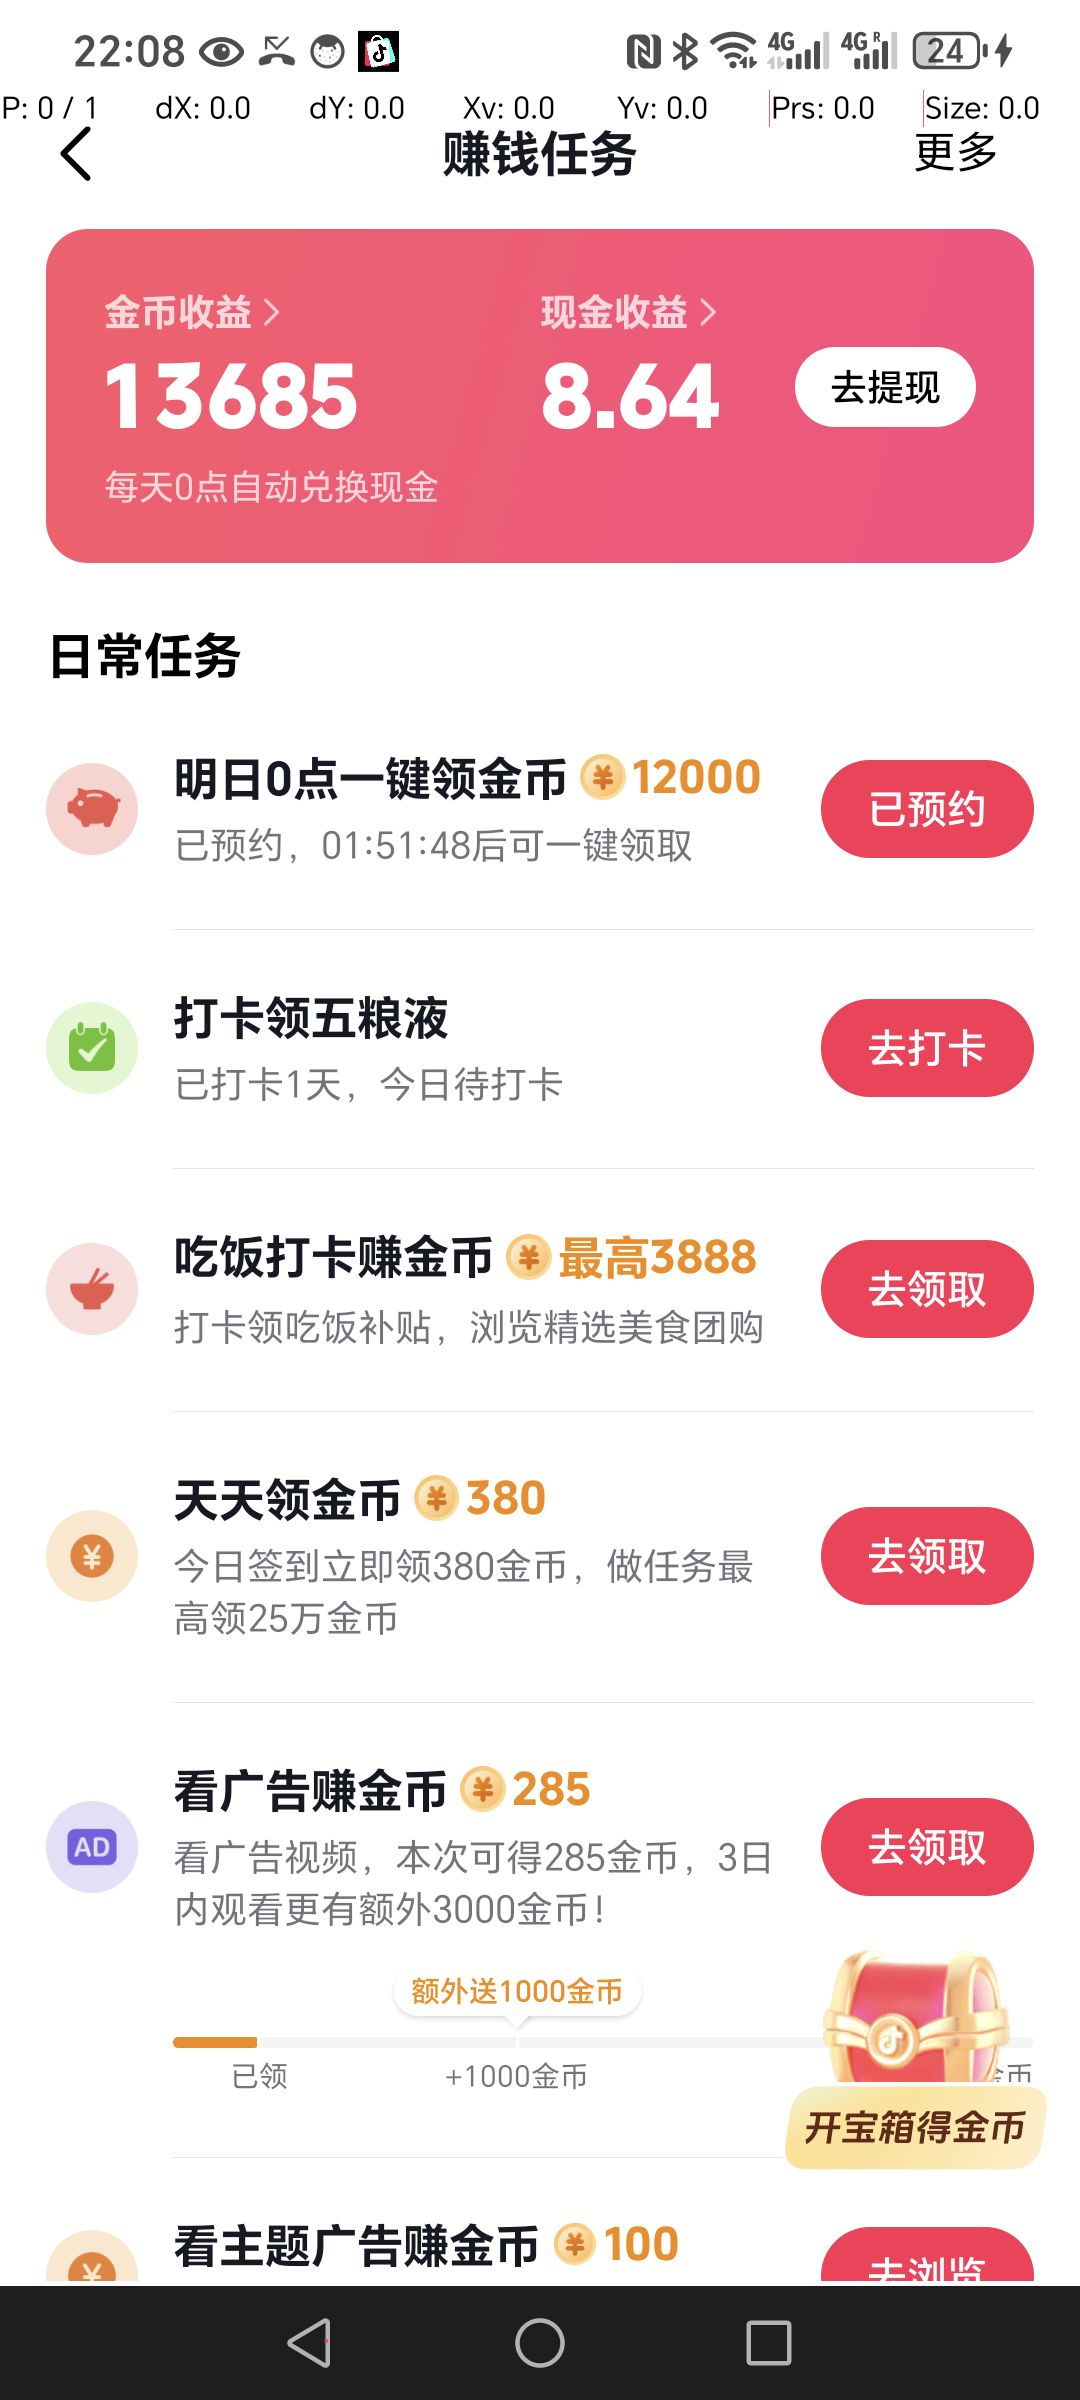 22:08
4G 4G R 24
P: 0 / 1 dX: 0.0 dY: 0.0 Xv: 0.0 Yv: 0.0 Prs: 0.0 Size: 0.0
赚钱任务 更多
金币收益 现金收益
13685 8.64 去提现
每天0点自动兑换现金
日常任务
明日0点一键领金币 12000
已预约
已预约，01:51:48后可一键领取
打卡领五粮液
去打卡
已打卡1天，今日待打卡
吃饭打卡赚金币 最高3888
去领取
打卡领吃饭补贴，浏览精选美食团购
天天领金币 380
去领取
今日签到立即领380金币，做任务最
高领25万金币
看广告赚金币 285
AD
去领取
看广告视频，本次可得285金币，3日
内观看更有额外3000金币！
额外送1000金币
已领 +1000金币 金币
开宝箱得金币
看主题广告赚金币 100
去浏览